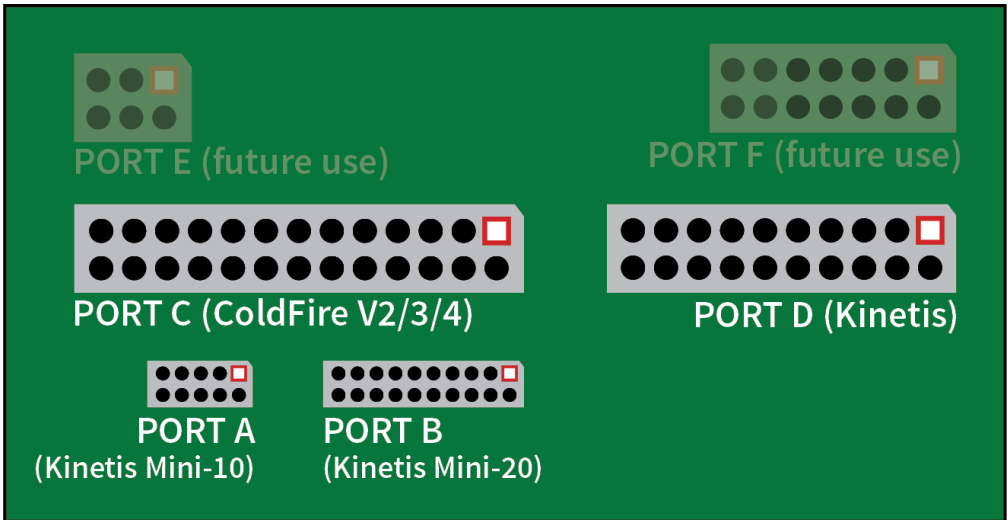 PORT E (future use)
PORT F (future use)
PORT C (ColdFire V2/3/4)
PORT D (Kinetis)
PORT A
(Kinetis Mini-10)
PORT B
(Kinetis Mini-20)